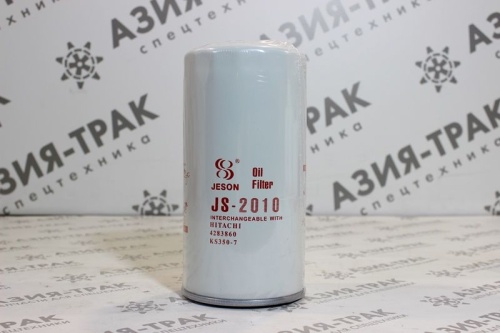 АЗИЯ-ТРАК
спецтехника
АЗИЯ-ТРАК
спецтехника
АЗИЯ-ТРАК
спецтехника
АЗИЯ-ТРАК
спецтехника
®
JESON
Oil
Filter
JS-2010
INTERCHANGEABLE WITH
HITACHI
4283860
KS350-7